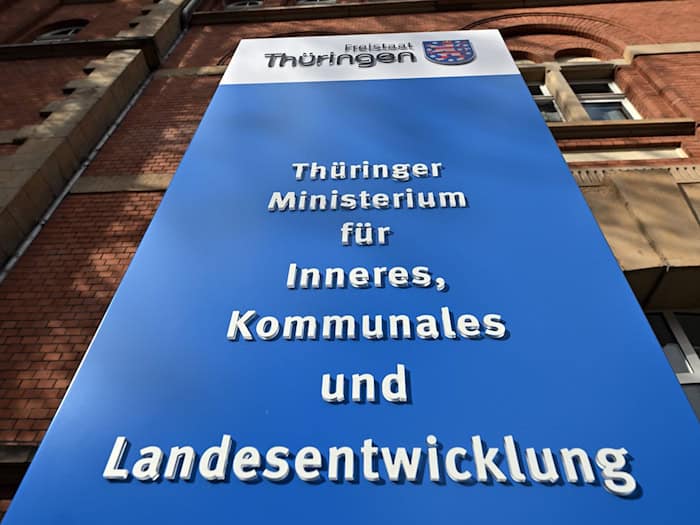 Freistaat
Thüringen
Thüringer
Ministerium
für
Inneres,
Kommunales
und
Landesentwicklung